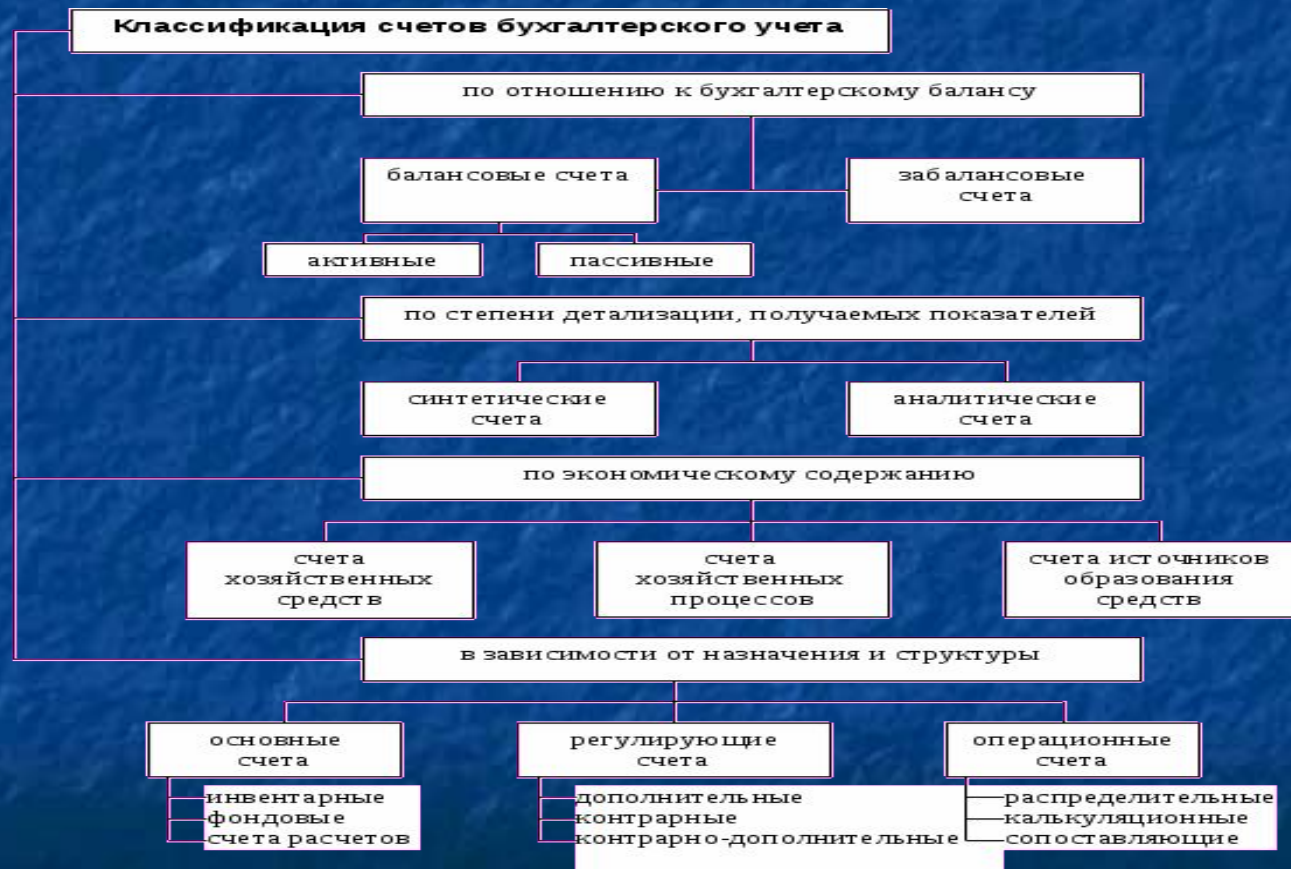 Классификация счетов бухгалтерского учета
по отношению к бухгалтерскому балансу
балансовые счета
забалансовые
счета
активные
пассивные
по степени детализации, получаемых показателей
синтетические
счета
аналитические
счета
по экономическому содержанию
счета
хозяйственных
средств
счета
хозяйственных
процессов
счета источников
образования
средств
в зависимости от назначения и структуры
основные
счета
инвентарные
фондовые
счета расчетов
регулирующие
счета
дополнительные
контрарные
контрарно-дополнительные
операционные
счета
распределительные
калькуляционные
сопоставляющие